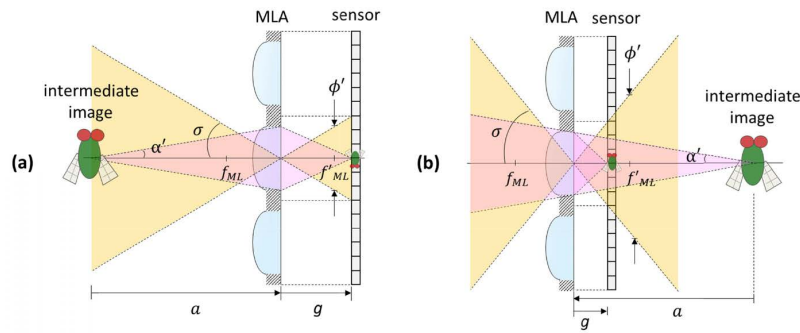 MLA
sensor
intermediate
image
(a)
α'
σ
f_ML
f'_ML
ϕ'
a
g
MLA
sensor
intermediate
image
(b)
σ
ϕ'
f_ML
f'_ML
α'
a
g